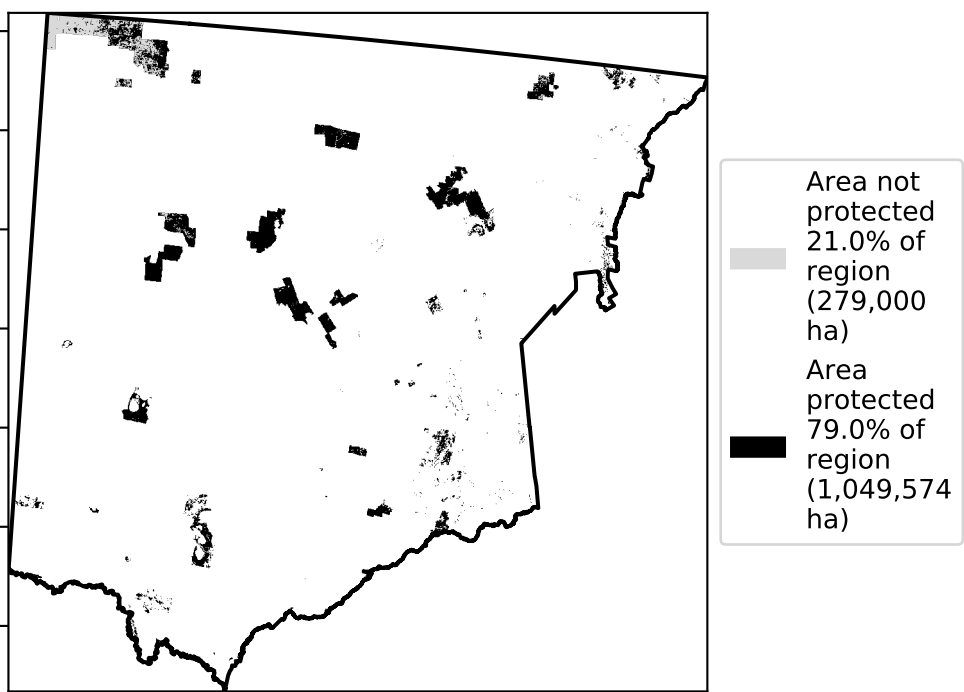 Area not
protected
21.0% of
region
(279,000
ha)
Area
protected
79.0% of
region
(1,049,574
ha)